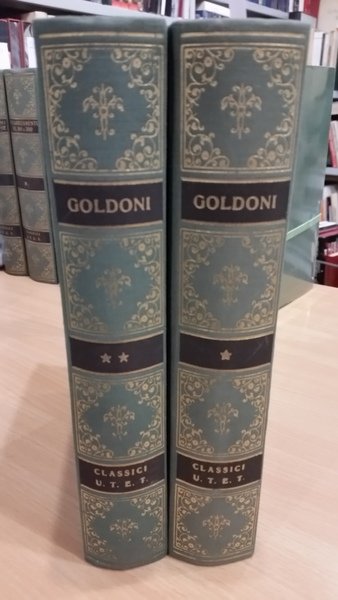 GOLDONI
★★
CLASSICI
U. T. E. T.
GOLDONI
★
CLASSICI
U. T. E. T.